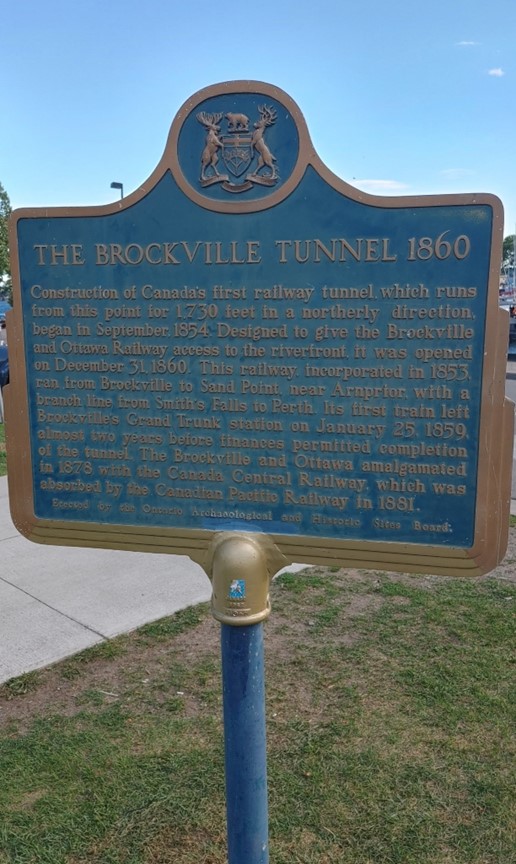 THE BROCKVILLE TUNNEL 1860
Construction of Canada's first railway tunnel, which runs
from this point for 1,730 feet in a northerly direction,
began in September, 1854. Designed to give the Brockville
and Ottawa Railway access to the riverfront, it was opened
on December 31, 1860. This railway, incorporated in 1853,
ran from Brockville to Sand Point, near Arnprior, with a
branch line from Smith's Falls to Perth. Its first train left
Brockville's Grand Trunk station on January 25, 1859,
almost two years before finances permitted completion
of the tunnel. The Brockville and Ottawa amalgamated
in 1878 with the Canada Central Railway, which was
absorbed by the Canadian Pacific Railway in 1881.
Erected by the Ontario Archaeological and Historic Sites Board.